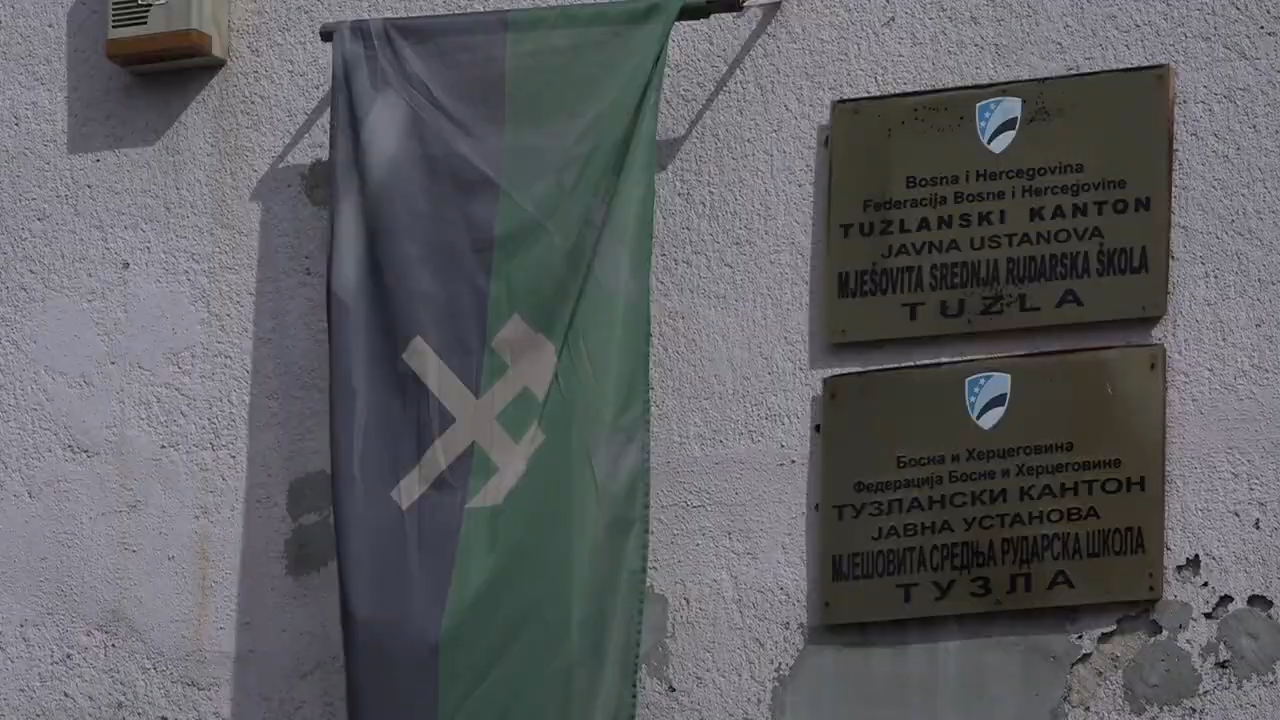 Bosna i Hercegovina
Federacija Bosne i Hercegovine
TUZLANSKI KANTON
JAVNA USTANOVA
MJEŠOVITA SREDNJA RUDARSKA ŠKOLA
TUZLA
Босна и Херцеговина
Федерација Босне и Херцеговине
ТУЗЛАНСКИ КАНТОН
ЈАВНА УСТАНОВА
МЈЕШОВИТА СРЕДЊА РУДАРСКА ШКОЛА
ТУЗЛА